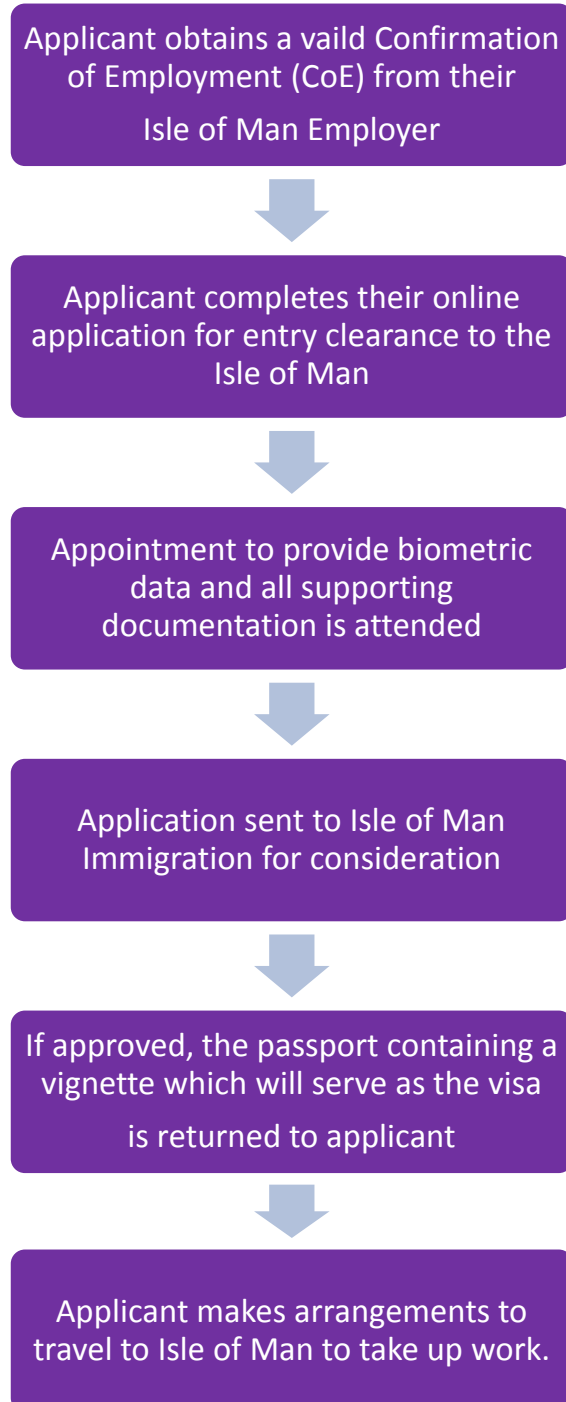 Applicant obtains a vaild Confirmation
of Employment (CoE) from their
Isle of Man Employer
Applicant completes their online
application for entry clearance to the
Isle of Man
Appointment to provide biometric
data and all supporting
documentation is attended
Application sent to Isle of Man
Immigration for consideration
If approved, the passport containing a
vignette which will serve as the visa
is returned to applicant
Applicant makes arrangements to
travel to Isle of Man to take up work.